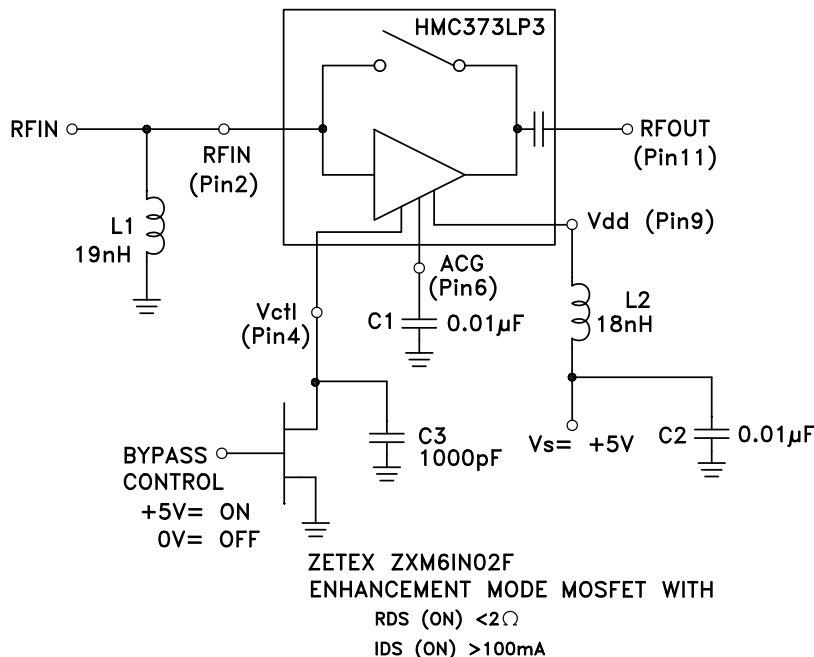 HMC373LP3
RFIN
RFIN
(Pin2)
RFOUT
(Pin11)
L1
19nH
Vdd (Pin9)
ACG
(Pin6)
Vctl
(Pin4)
C1
0.01µF
L2
18nH
C3
1000pF
Vs= +5V
C2
0.01µF
BYPASS
CONTROL
+5V= ON
0V= OFF
ZETEX ZXM6IN02F
ENHANCEMENT MODE MOSFET WITH
RDS (ON) <2Ω
IDS (ON) >100mA